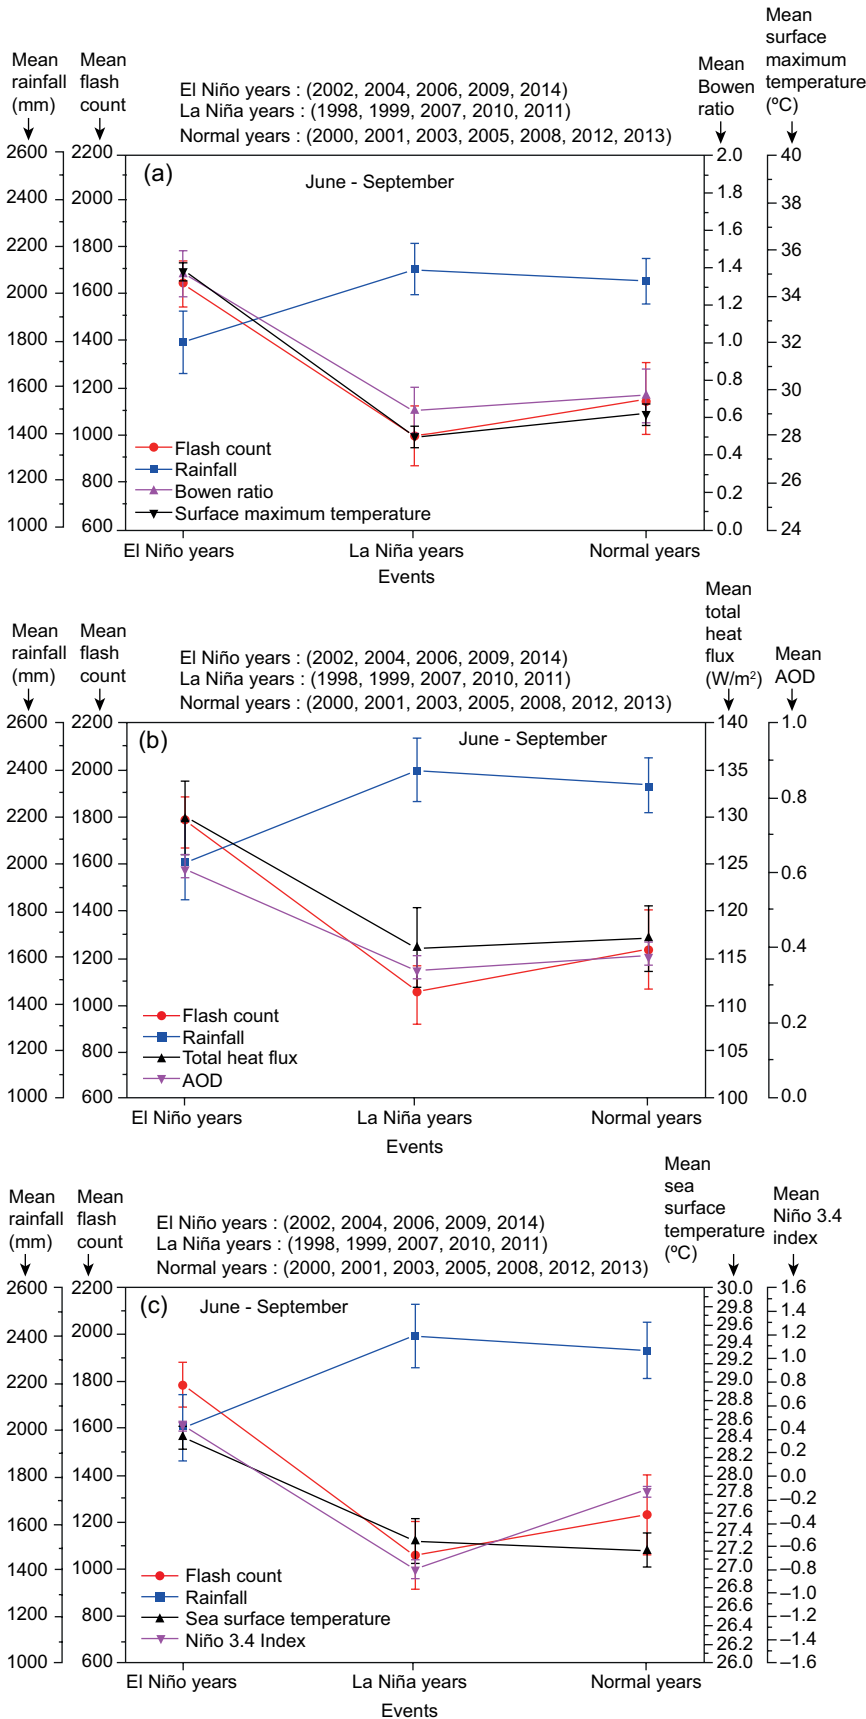 Mean rainfall (mm)
Mean flash count
El Niño years : (2002, 2004, 2006, 2009, 2014)
La Niña years : (1998, 1999, 2007, 2010, 2011)
Normal years : (2000, 2001, 2003, 2005, 2008, 2012, 2013)
Mean Bowen ratio
Mean surface maximum temperature (ºC)
(a)
June - September
2600
2400
2200
2000
1800
1600
1400
1200
1000
2200
2000
1800
1600
1400
1200
1000
800
600
2.0
1.8
1.6
1.4
1.2
1.0
0.8
0.6
0.4
0.2
0.0
40
38
36
34
32
30
28
26
24
Flash count
Rainfall
Bowen ratio
Surface maximum temperature
El Niño years
La Niña years
Normal years
Events
Mean rainfall (mm)
Mean flash count
El Niño years : (2002, 2004, 2006, 2009, 2014)
La Niña years : (1998, 1999, 2007, 2010, 2011)
Normal years : (2000, 2001, 2003, 2005, 2008, 2012, 2013)
Mean total heat flux (W/m²)
Mean AOD
(b)
June - September
2600
2400
2200
2000
1800
1600
1400
1200
1000
2200
2000
1800
1600
1400
1200
1000
800
600
140
135
130
125
120
115
110
105
100
1.0
0.8
0.6
0.4
0.2
0.0
Flash count
Rainfall
Total heat flux
AOD
El Niño years
La Niña years
Normal years
Events
Mean rainfall (mm)
Mean flash count
El Niño years : (2002, 2004, 2006, 2009, 2014)
La Niña years : (1998, 1999, 2007, 2010, 2011)
Normal years : (2000, 2001, 2003, 2005, 2008, 2012, 2013)
Mean sea surface temperature (ºC)
Mean Niño 3.4 index
(c)
June - September
2600
2400
2200
2000
1800
1600
1400
1200
1000
2200
2000
1800
1600
1400
1200
1000
800
600
30.0
29.8
29.6
29.4
29.2
29.0
28.8
28.6
28.4
28.2
28.0
27.8
27.6
27.4
27.2
27.0
26.8
26.6
26.4
26.2
26.0
1.6
1.4
1.2
1.0
0.8
0.6
0.4
0.2
0.0
–0.2
–0.4
–0.6
–0.8
–1.0
–1.2
–1.4
–1.6
Flash count
Rainfall
Sea surface temperature
Niño 3.4 Index
El Niño years
La Niña years
Normal years
Events